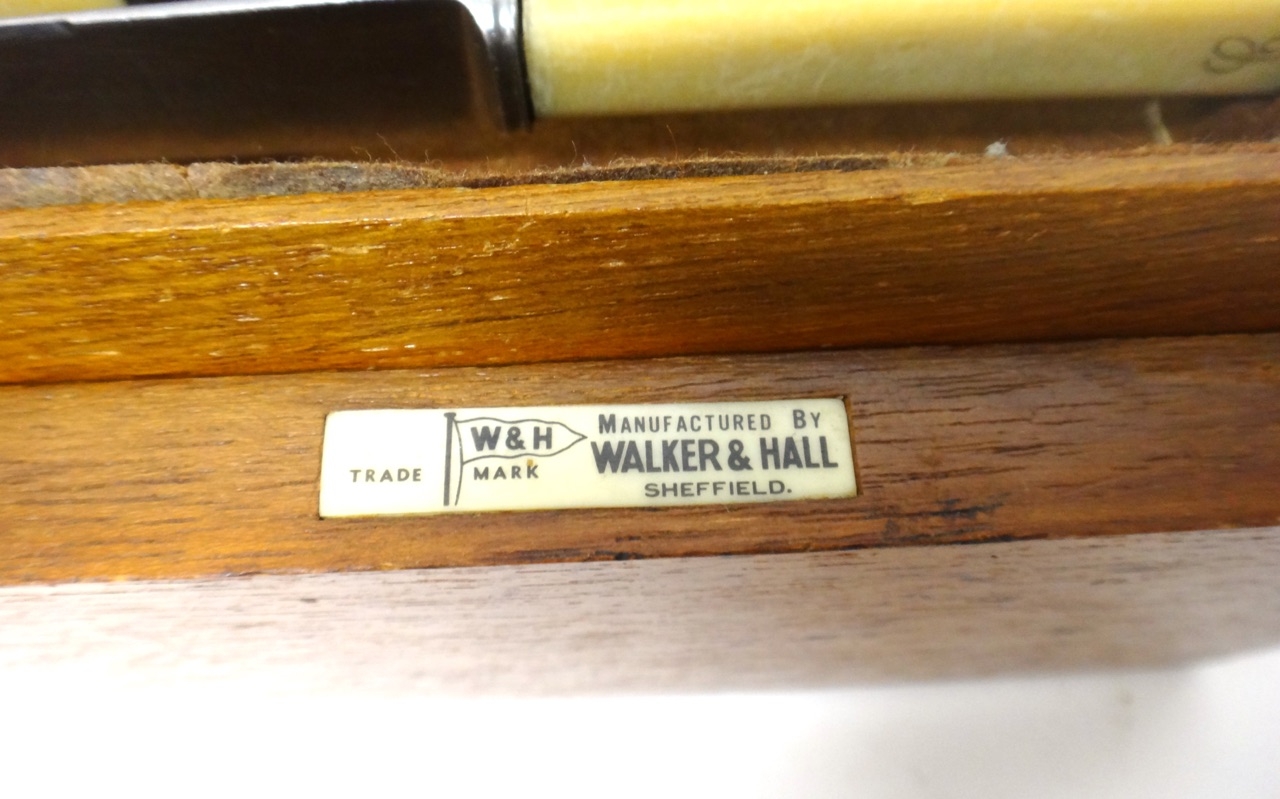 W & H
TRADE MARK
MANUFACTURED BY
WALKER & HALL
SHEFFIELD.